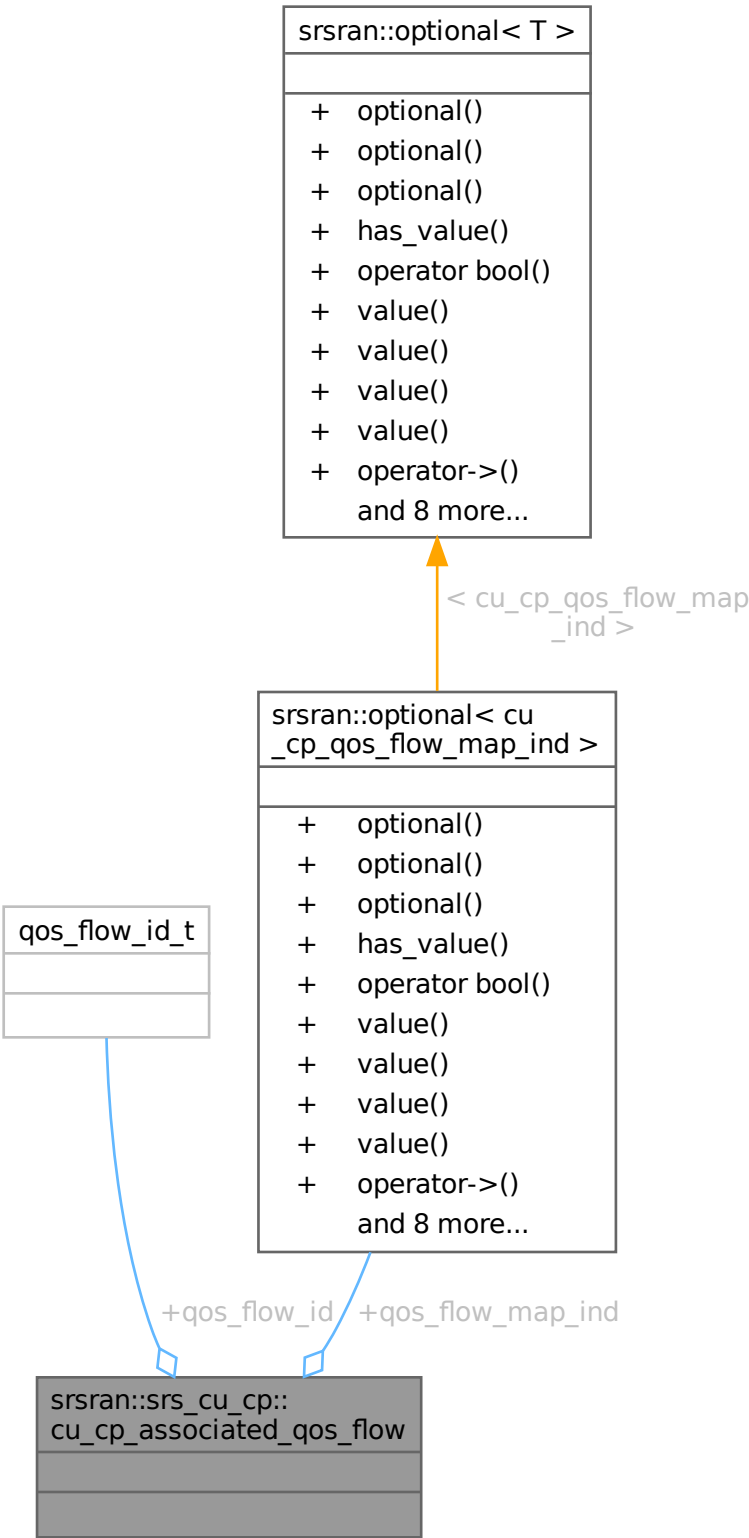 srsran::optional< T >
+ optional()
+ optional()
+ optional()
+ has_value()
+ operator bool()
+ value()
+ value()
+ value()
+ value()
+ operator->()
and 8 more...
< cu_cp_qos_flow_map
_ind >
srsran::optional< cu
_cp_qos_flow_map_ind >
+ optional()
+ optional()
+ optional()
+ has_value()
+ operator bool()
+ value()
+ value()
+ value()
+ value()
+ operator->()
and 8 more...
qos_flow_id_t
+qos_flow_id
+qos_flow_map_ind
srsran::srs_cu_cp::
cu_cp_associated_qos_flow